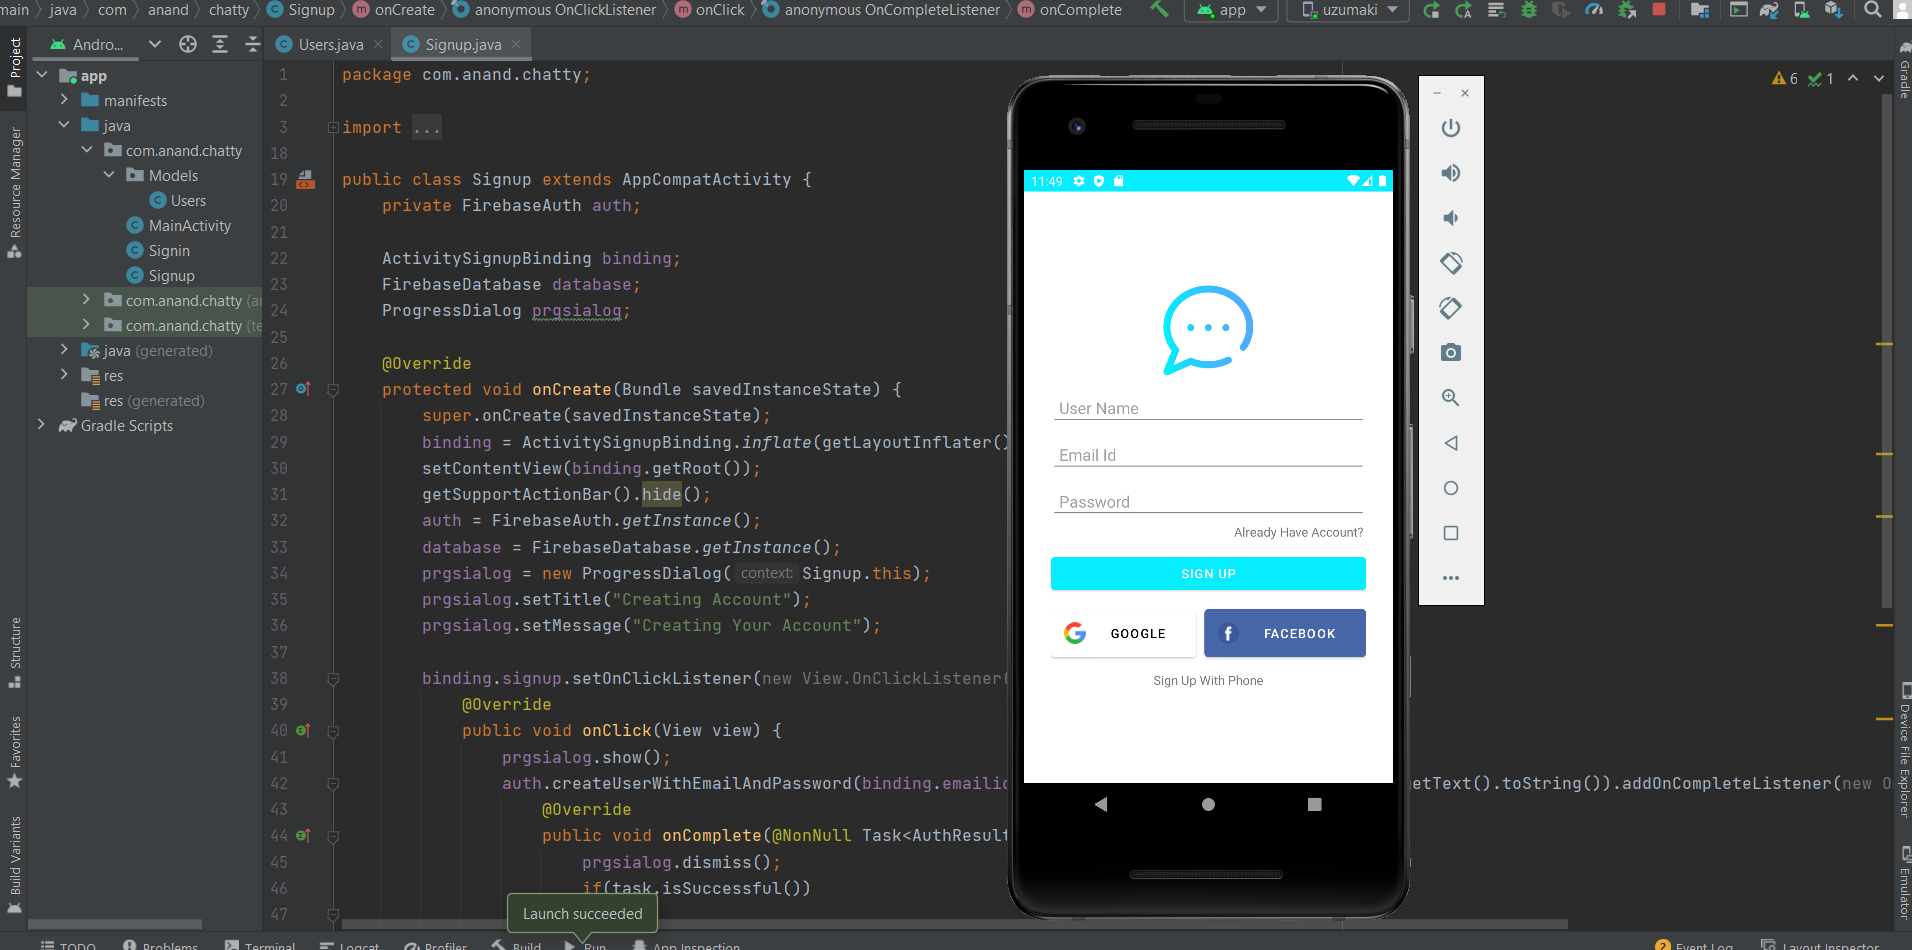 main
java
com
anand
chatty
Signup
onCreate
anonymous OnClickListener
onClick
anonymous OnCompleteListener
onComplete
app
uzumaki
Andro...
Users.java
Signup.java
Project
Resource Manager
Structure
Favorites
Build Variants
app
manifests
java
com.anand.chatty
Models
Users
MainActivity
Signin
Signup
com.anand.chatty (a
com.anand.chatty (te
java (generated)
res
res (generated)
Gradle Scripts
6 1
1 package com.anand.chatty;
2
3 import ...
18
19 public class Signup extends AppCompatActivity {
20 private FirebaseAuth auth;
21
22 ActivitySignupBinding binding;
23 FirebaseDatabase database;
24 ProgressDialog prgsialog;
25
26 @Override
27 protected void onCreate(Bundle savedInstanceState) {
28 super.onCreate(savedInstanceState);
29 binding = ActivitySignupBinding.inflate(getLayoutInflater()
30 setContentView(binding.getRoot());
31 getSupportActionBar().hide();
32 auth = FirebaseAuth.getInstance();
33 database = FirebaseDatabase.getInstance();
34 prgsialog = new ProgressDialog( context: Signup.this);
35 prgsialog.setTitle("Creating Account");
36 prgsialog.setMessage("Creating Your Account");
37
38 binding.signup.setOnClickListener(new View.OnClickListener(
39 @Override
40 public void onClick(View view) {
41 prgsialog.show();
42 auth.createUserWithEmailAndPassword(binding.emailid etText().toString()).addOnCompleteListener(new O
43 @Override
44 public void onComplete(@NonNull Task<AuthResult
45 prgsialog.dismiss();
46 if(task.isSuccessful())
47
11:49
User Name
Email Id
Password
Already Have Account?
SIGN UP
GOOGLE
FACEBOOK
Sign Up With Phone
Gradle
Device File Explorer
Emulator
Launch succeeded
TODO
Problems
Terminal
Logcat
Profiler
Build
Run
App Inspection
2 Event Log
Layout Inspector